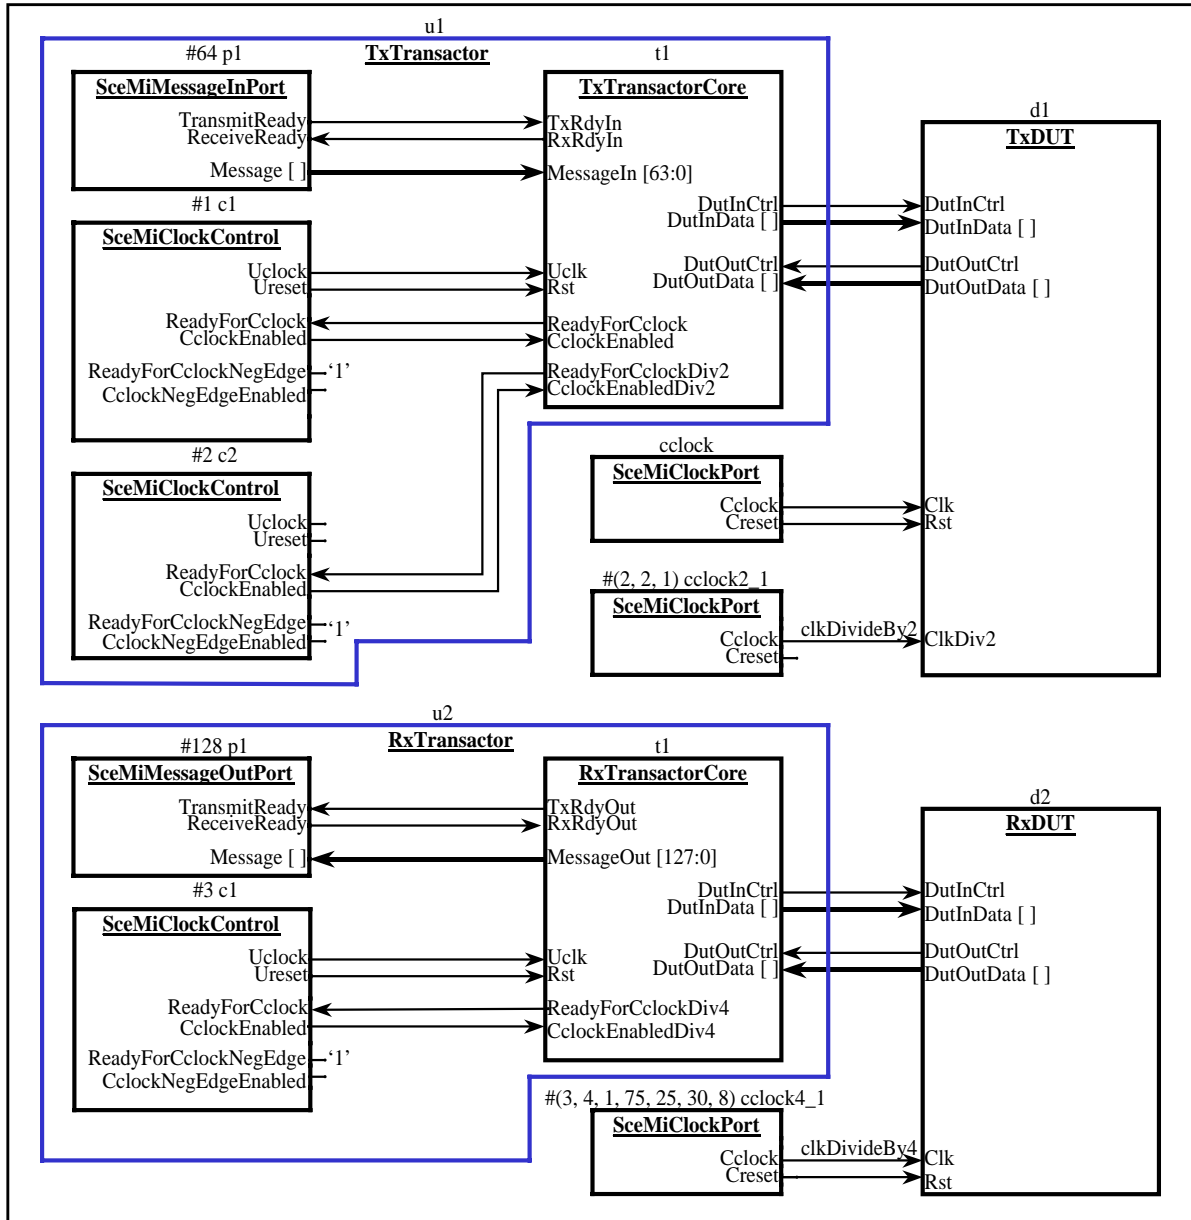 u1
TxTransactor
#64 p1
SceMiMessageInPort
TransmitReady
ReceiveReady
Message [ ]
#1 c1
SceMiClockControl
Uclock
Ureset
ReadyForCclock
CclockEnabled
ReadyForCclockNegEdge
‘1’
CclockNegEdgeEnabled
#2 c2
SceMiClockControl
Uclock
Ureset
ReadyForCclock
CclockEnabled
ReadyForCclockNegEdge
‘1’
CclockNegEdgeEnabled
t1
TxTransactorCore
TxRdyIn
RxRdyIn
MessageIn [63:0]
DutInCtrl
DutInData [ ]
Uclk
Rst
DutOutCtrl
DutOutData [ ]
ReadyForCclock
CclockEnabled
ReadyForCclockDiv2
CclockEnabledDiv2
d1
TxDUT
DutInCtrl
DutInData [ ]
DutOutCtrl
DutOutData [ ]
Clk
Rst
ClkDiv2
cclock
SceMiClockPort
Cclock
Creset
#(2, 2, 1) cclock2_1
SceMiClockPort
Cclock
Creset
clkDivideBy2
u2
RxTransactor
#128 p1
SceMiMessageOutPort
TransmitReady
ReceiveReady
Message [ ]
#3 c1
SceMiClockControl
Uclock
Ureset
ReadyForCclock
CclockEnabled
ReadyForCclockNegEdge
‘1’
CclockNegEdgeEnabled
t1
RxTransactorCore
TxRdyOut
RxRdyOut
MessageOut [127:0]
DutInCtrl
DutInData [ ]
Uclk
Rst
DutOutCtrl
DutOutData [ ]
ReadyForCclockDiv4
CclockEnabledDiv4
d2
RxDUT
DutInCtrl
DutInData [ ]
DutOutCtrl
DutOutData [ ]
Clk
Rst
#(3, 4, 1, 75, 25, 30, 8) cclock4_1
SceMiClockPort
Cclock
Creset
clkDivideBy4